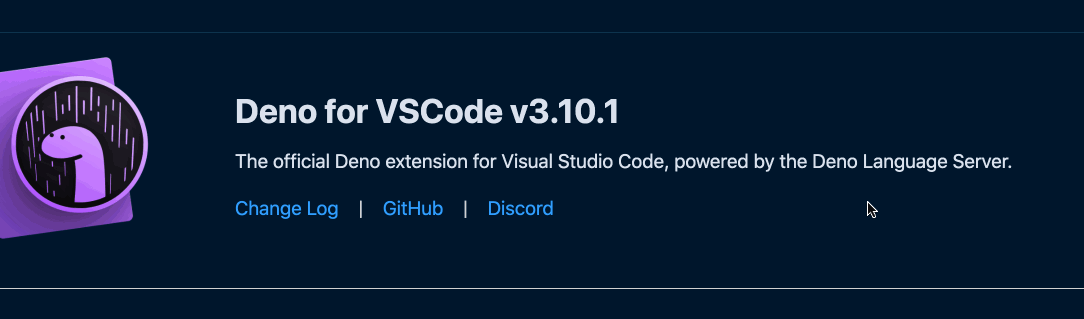 Deno for VSCode v3.10.1
The official Deno extension for Visual Studio Code, powered by the Deno Language Server.
Change Log | GitHub | Discord